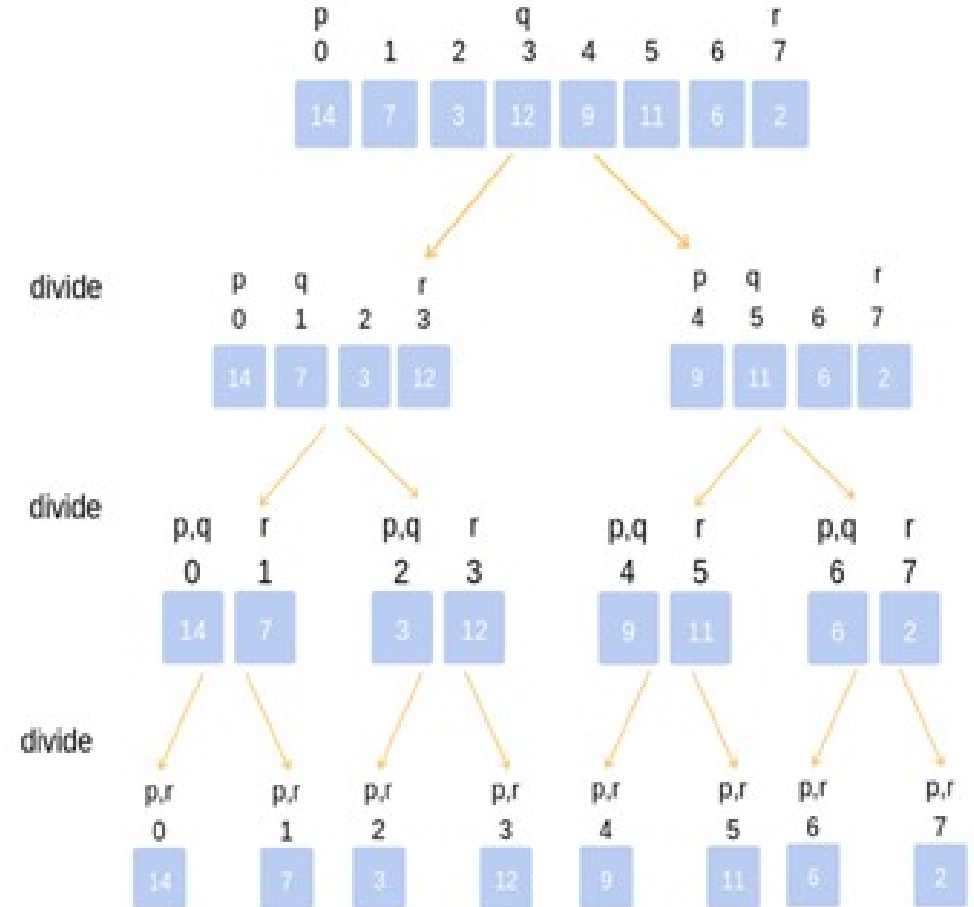 p q r
0 1 2 3 4 5 6 7
14 7 3 12 9 11 6 2
divide
p q r p q r
0 1 2 3 4 5 6 7
14 7 3 12 9 11 6 2
divide
p,q r p,q r p,q r p,q r
0 1 2 3 4 5 6 7
14 7 3 12 9 11 6 2
divide
p,r p,r p,r p,r p,r p,r p,r p,r
0 1 2 3 4 5 6 7
14 7 3 12 9 11 6 2